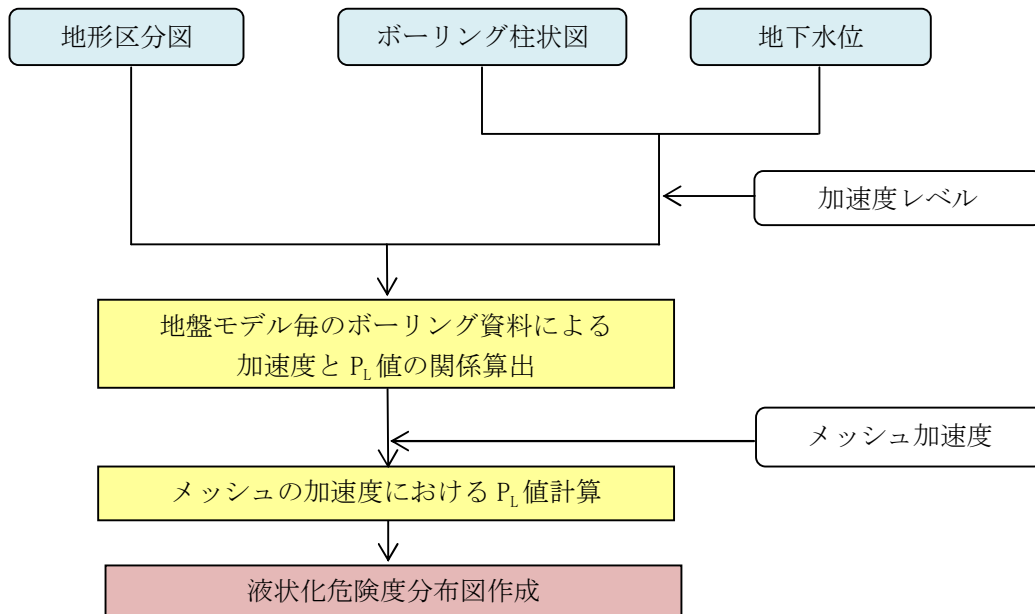 地形区分図
ボーリング柱状図
地下水位
加速度レベル
地盤モデル毎のボーリング資料による
加速度と PL 値の関係算出
メッシュ加速度
メッシュの加速度における PL 値計算
液状化危険度分布図作成